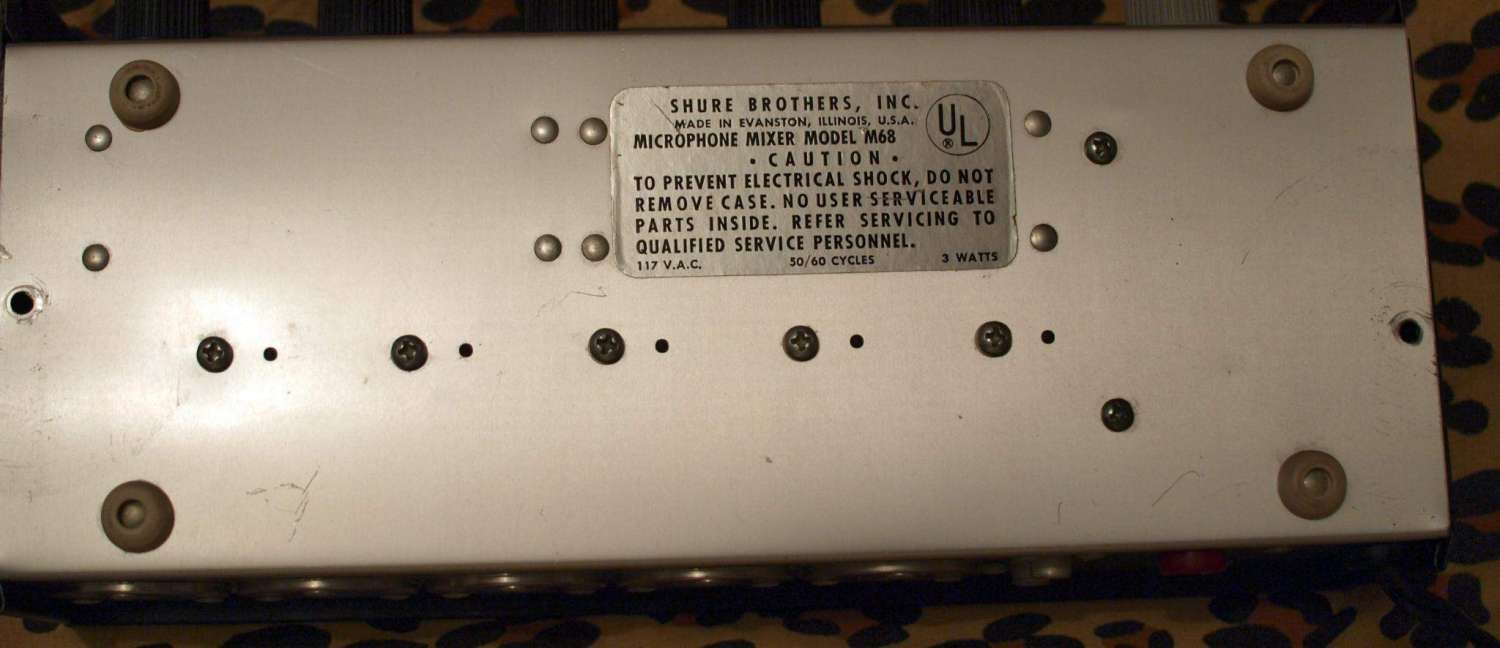 SHURE BROTHERS, INC.
MADE IN EVANSTON, ILLINOIS, U.S.A.
UL
®
MICROPHONE MIXER MODEL M68
• CAUTION •
TO PREVENT ELECTRICAL SHOCK, DO NOT
REMOVE CASE. NO USER SERVICEABLE
PARTS INSIDE. REFER SERVICING TO
QUALIFIED SERVICE PERSONNEL.
117 V.A.C. 50/60 CYCLES 3 WATTS